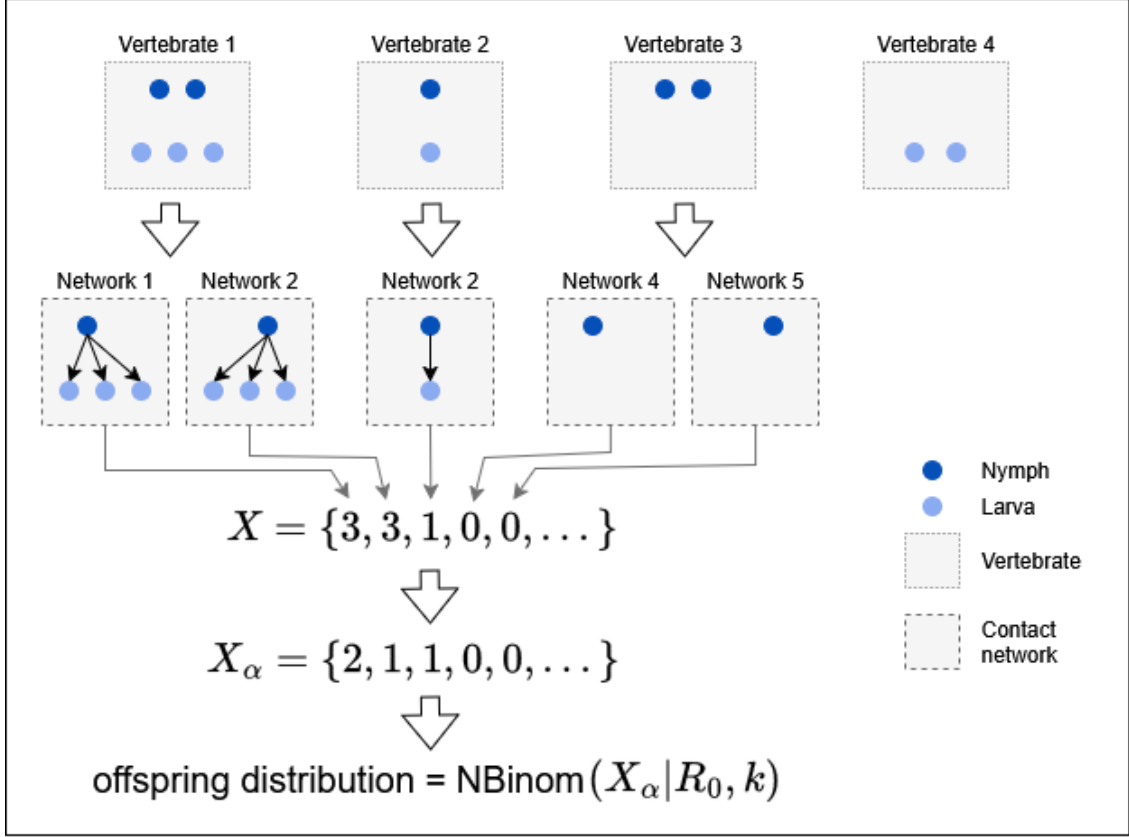 Vertebrate 1 Vertebrate 2 Vertebrate 3 Vertebrate 4
Network 1 Network 2 Network 2 Network 4 Network 5
X = {3, 3, 1, 0, 0, . . . }
X_α = {2, 1, 1, 0, 0, . . . }
offspring distribution = NBinom(X_α|R_0, k)
Nymph
Larva
Vertebrate
Contact
network